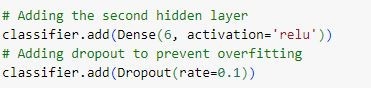 # Adding the second hidden layer
classifier.add(Dense(6, activation='relu'))
# Adding dropout to prevent overfitting
classifier.add(Dropout(rate=0.1))